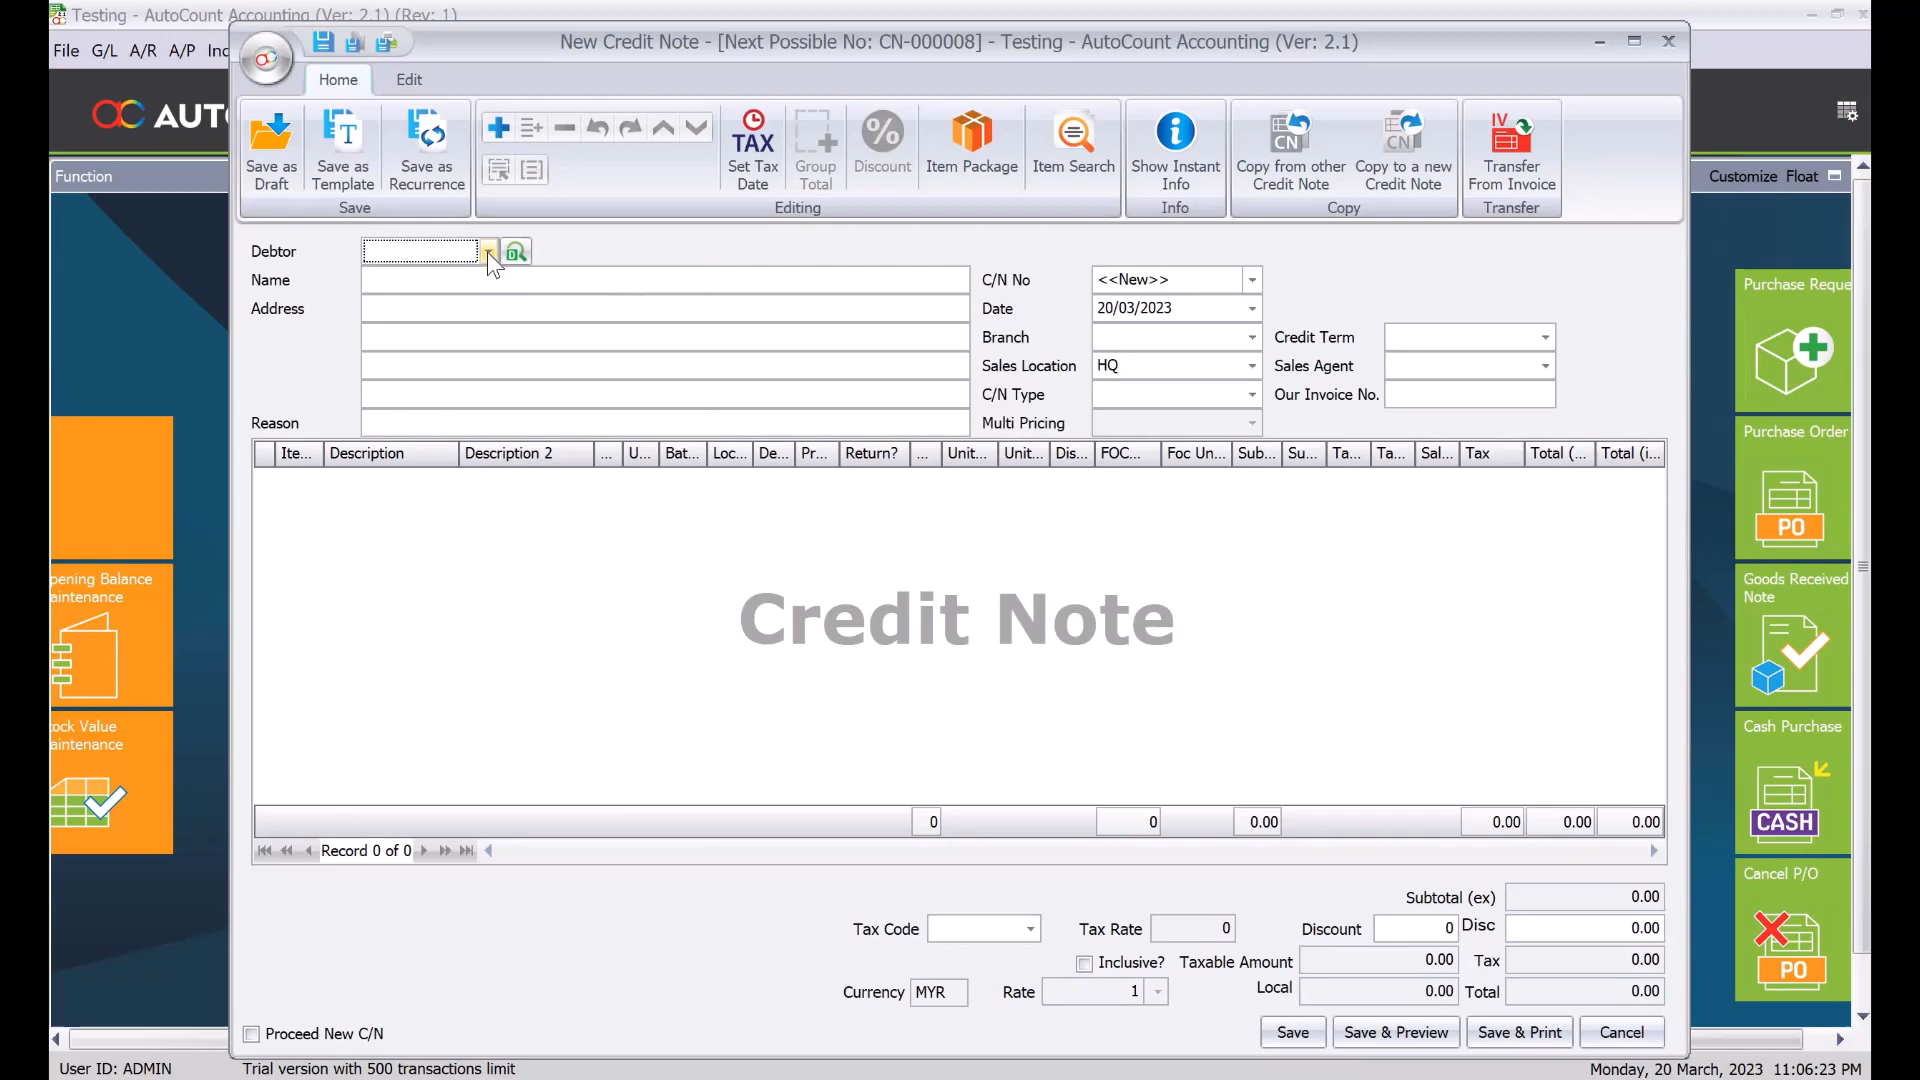 Testing - AutoCount Accounting (Ver: 2.1) (Rev: 1)
New Credit Note - [Next Possible No: CN-000008] - Testing - AutoCount Accounting (Ver: 2.1)
File G/L A/R A/P
Home Edit
AUT
Save as Draft
Save as Template
Save as Recurrence
Save
TAX
Set Tax Date
Group Total
Discount
Item Package
Item Search
Editing
Show Instant Info
Info
CN
Copy from other Credit Note
CN
Copy to a new Credit Note
Copy
IV
Transfer From Invoice
Transfer
Function
Customize Float
Debtor
Name
Address
Reason
C/N No <<New>>
Date 20/03/2023
Branch Credit Term
Sales Location HQ Sales Agent
C/N Type Our Invoice No.
Multi Pricing
Ite... Description Description 2 ... U... Bat... Loc... De... Pr... Return? ... Unit... Unit... Dis... FOC... Foc Un... Sub... Su... Ta... Ta... Sal... Tax Total (... Total (i...
Credit Note
0 0 0.00 0.00 0.00 0.00
Record 0 of 0
Subtotal (ex) 0.00
Tax Code Tax Rate 0 Discount 0 Disc 0.00
Inclusive? Taxable Amount 0.00 Tax 0.00
Currency MYR Rate 1 Local 0.00 Total 0.00
Proceed New C/N
Save Save & Preview Save & Print Cancel
pening Balance
aintenance
tock Value
aintenance
Purchase Reque
Purchase Order
PO
Goods Received
Note
Cash Purchase
CASH
Cancel P/O
PO
User ID: ADMIN Trial version with 500 transactions limit Monday, 20 March, 2023 11:06:23 PM